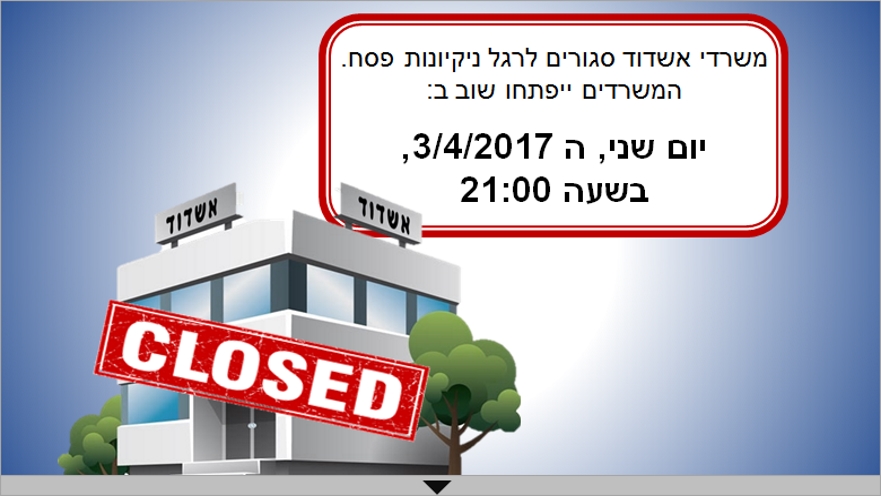 משרדי אשדוד סגורים לרגל ניקיונות פסח.
המשרדים ייפתחו שוב ב:
יום שני, ה 3/4/2017,
בשעה 21:00
אשדוד
אשדוד
CLOSED